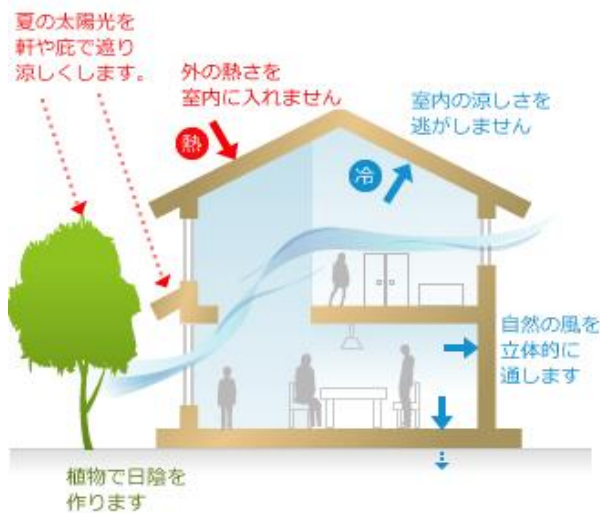 夏の太陽光を
軒や庇で遮り
涼しくします。
外の熱さを
室内に入れません
熱
室内の涼しさを
逃がしません
冷
自然の風を
立体的に
通します
植物で日陰を
作ります